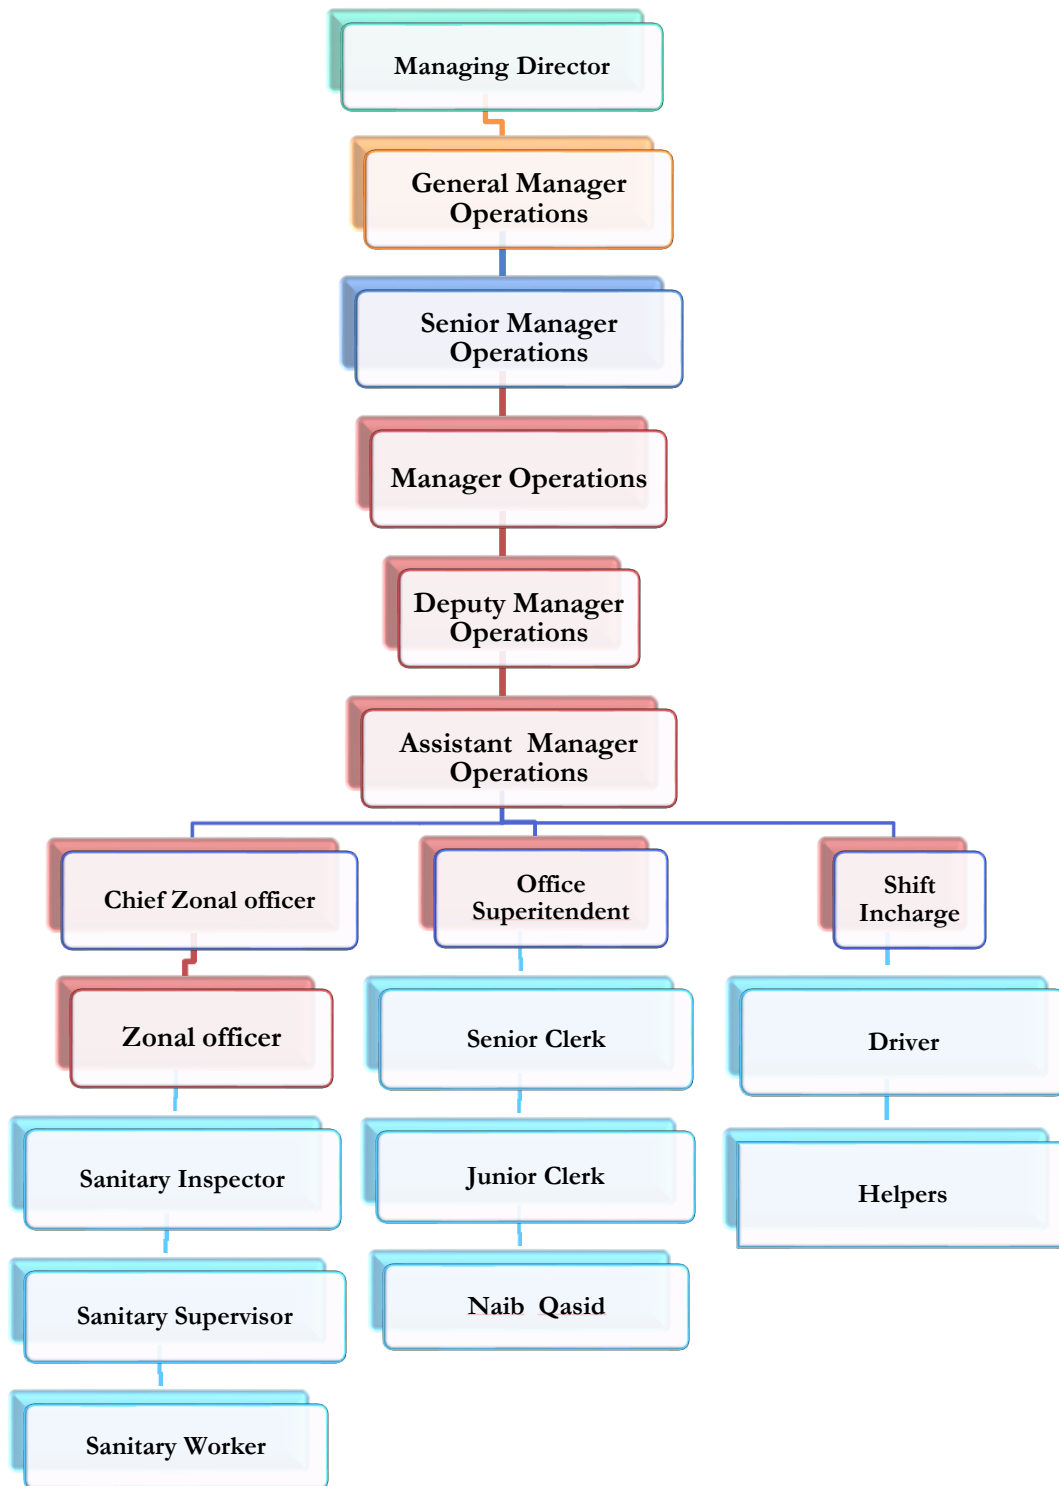 Managing Director
General Manager
Operations
Senior Manager
Operations
Manager Operations
Deputy Manager
Operations
Assistant Manager
Operations
Chief Zonal officer
Office
Superitendent
Shift
Incharge
Zonal officer
Senior Clerk
Driver
Sanitary Inspector
Junior Clerk
Helpers
Sanitary Supervisor
Naib Qasid
Sanitary Worker